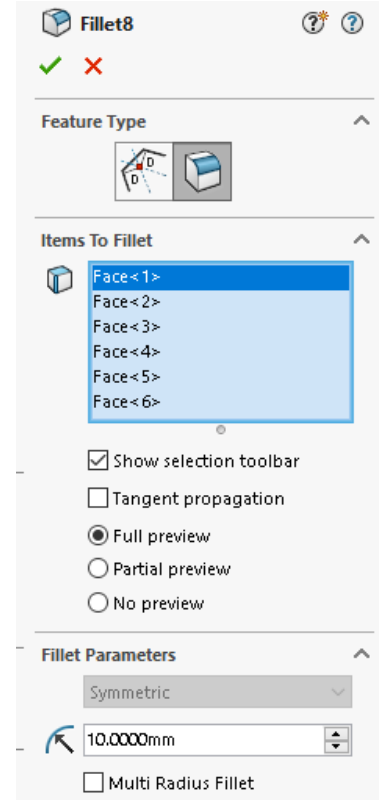 Fillet8
Feature Type
D
D
Items To Fillet
Face<1>
Face<2>
Face<3>
Face<4>
Face<5>
Face<6>
Show selection toolbar
Tangent propagation
Full preview
Partial preview
No preview
Fillet Parameters
Symmetric
10.0000mm
Multi Radius Fillet